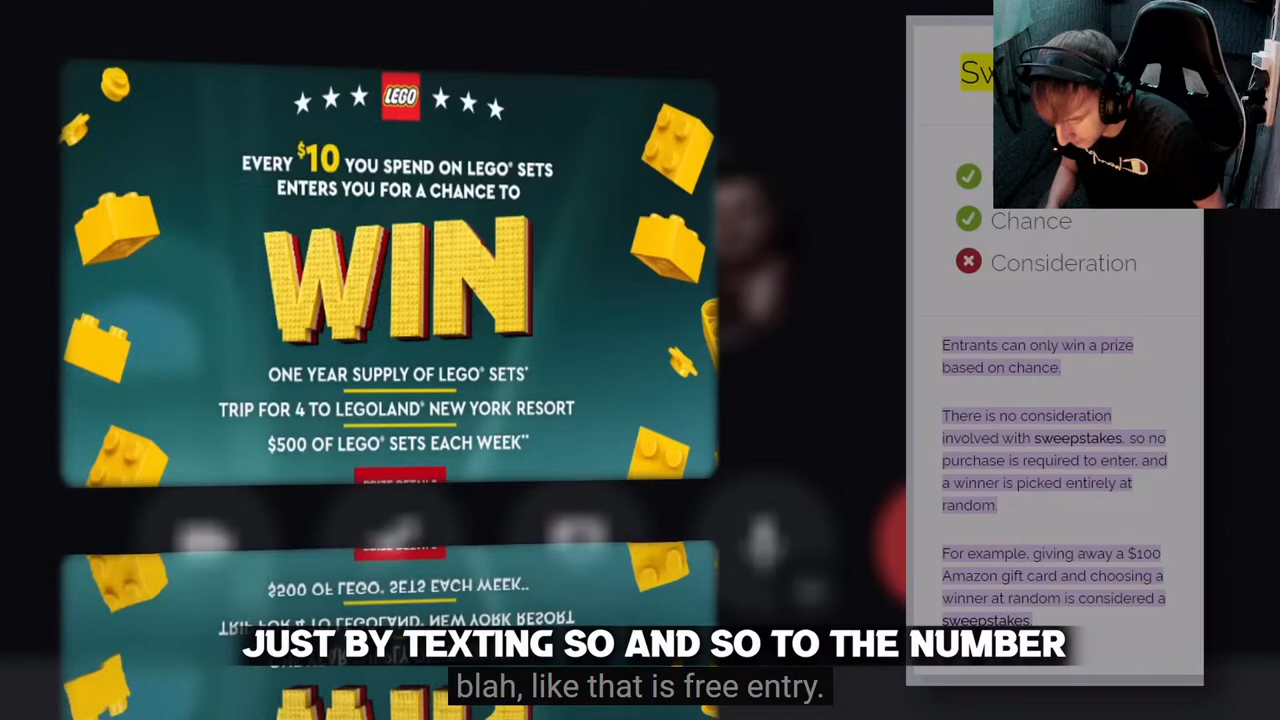 LEGO
EVERY $10 YOU SPEND ON LEGO® SETS
ENTERS YOU FOR A CHANCE TO
WIN
ONE YEAR SUPPLY OF LEGO® SETS*
TRIP FOR 4 TO LEGOLAND® NEW YORK RESORT
$500 OF LEGO® SETS EACH WEEK**
PRIZE DETAILS
Chance
Consideration
Entrants can only win a prize
based on chance.
There is no consideration
involved with sweepstakes, so no
purchase is required to enter, and
a winner is picked entirely at
random.
For example, giving away a $100
Amazon gift card and choosing a
winner at random is considered a
sweepstakes.
JUST BY TEXTING SO AND SO TO THE NUMBER
blah, like that is free entry.